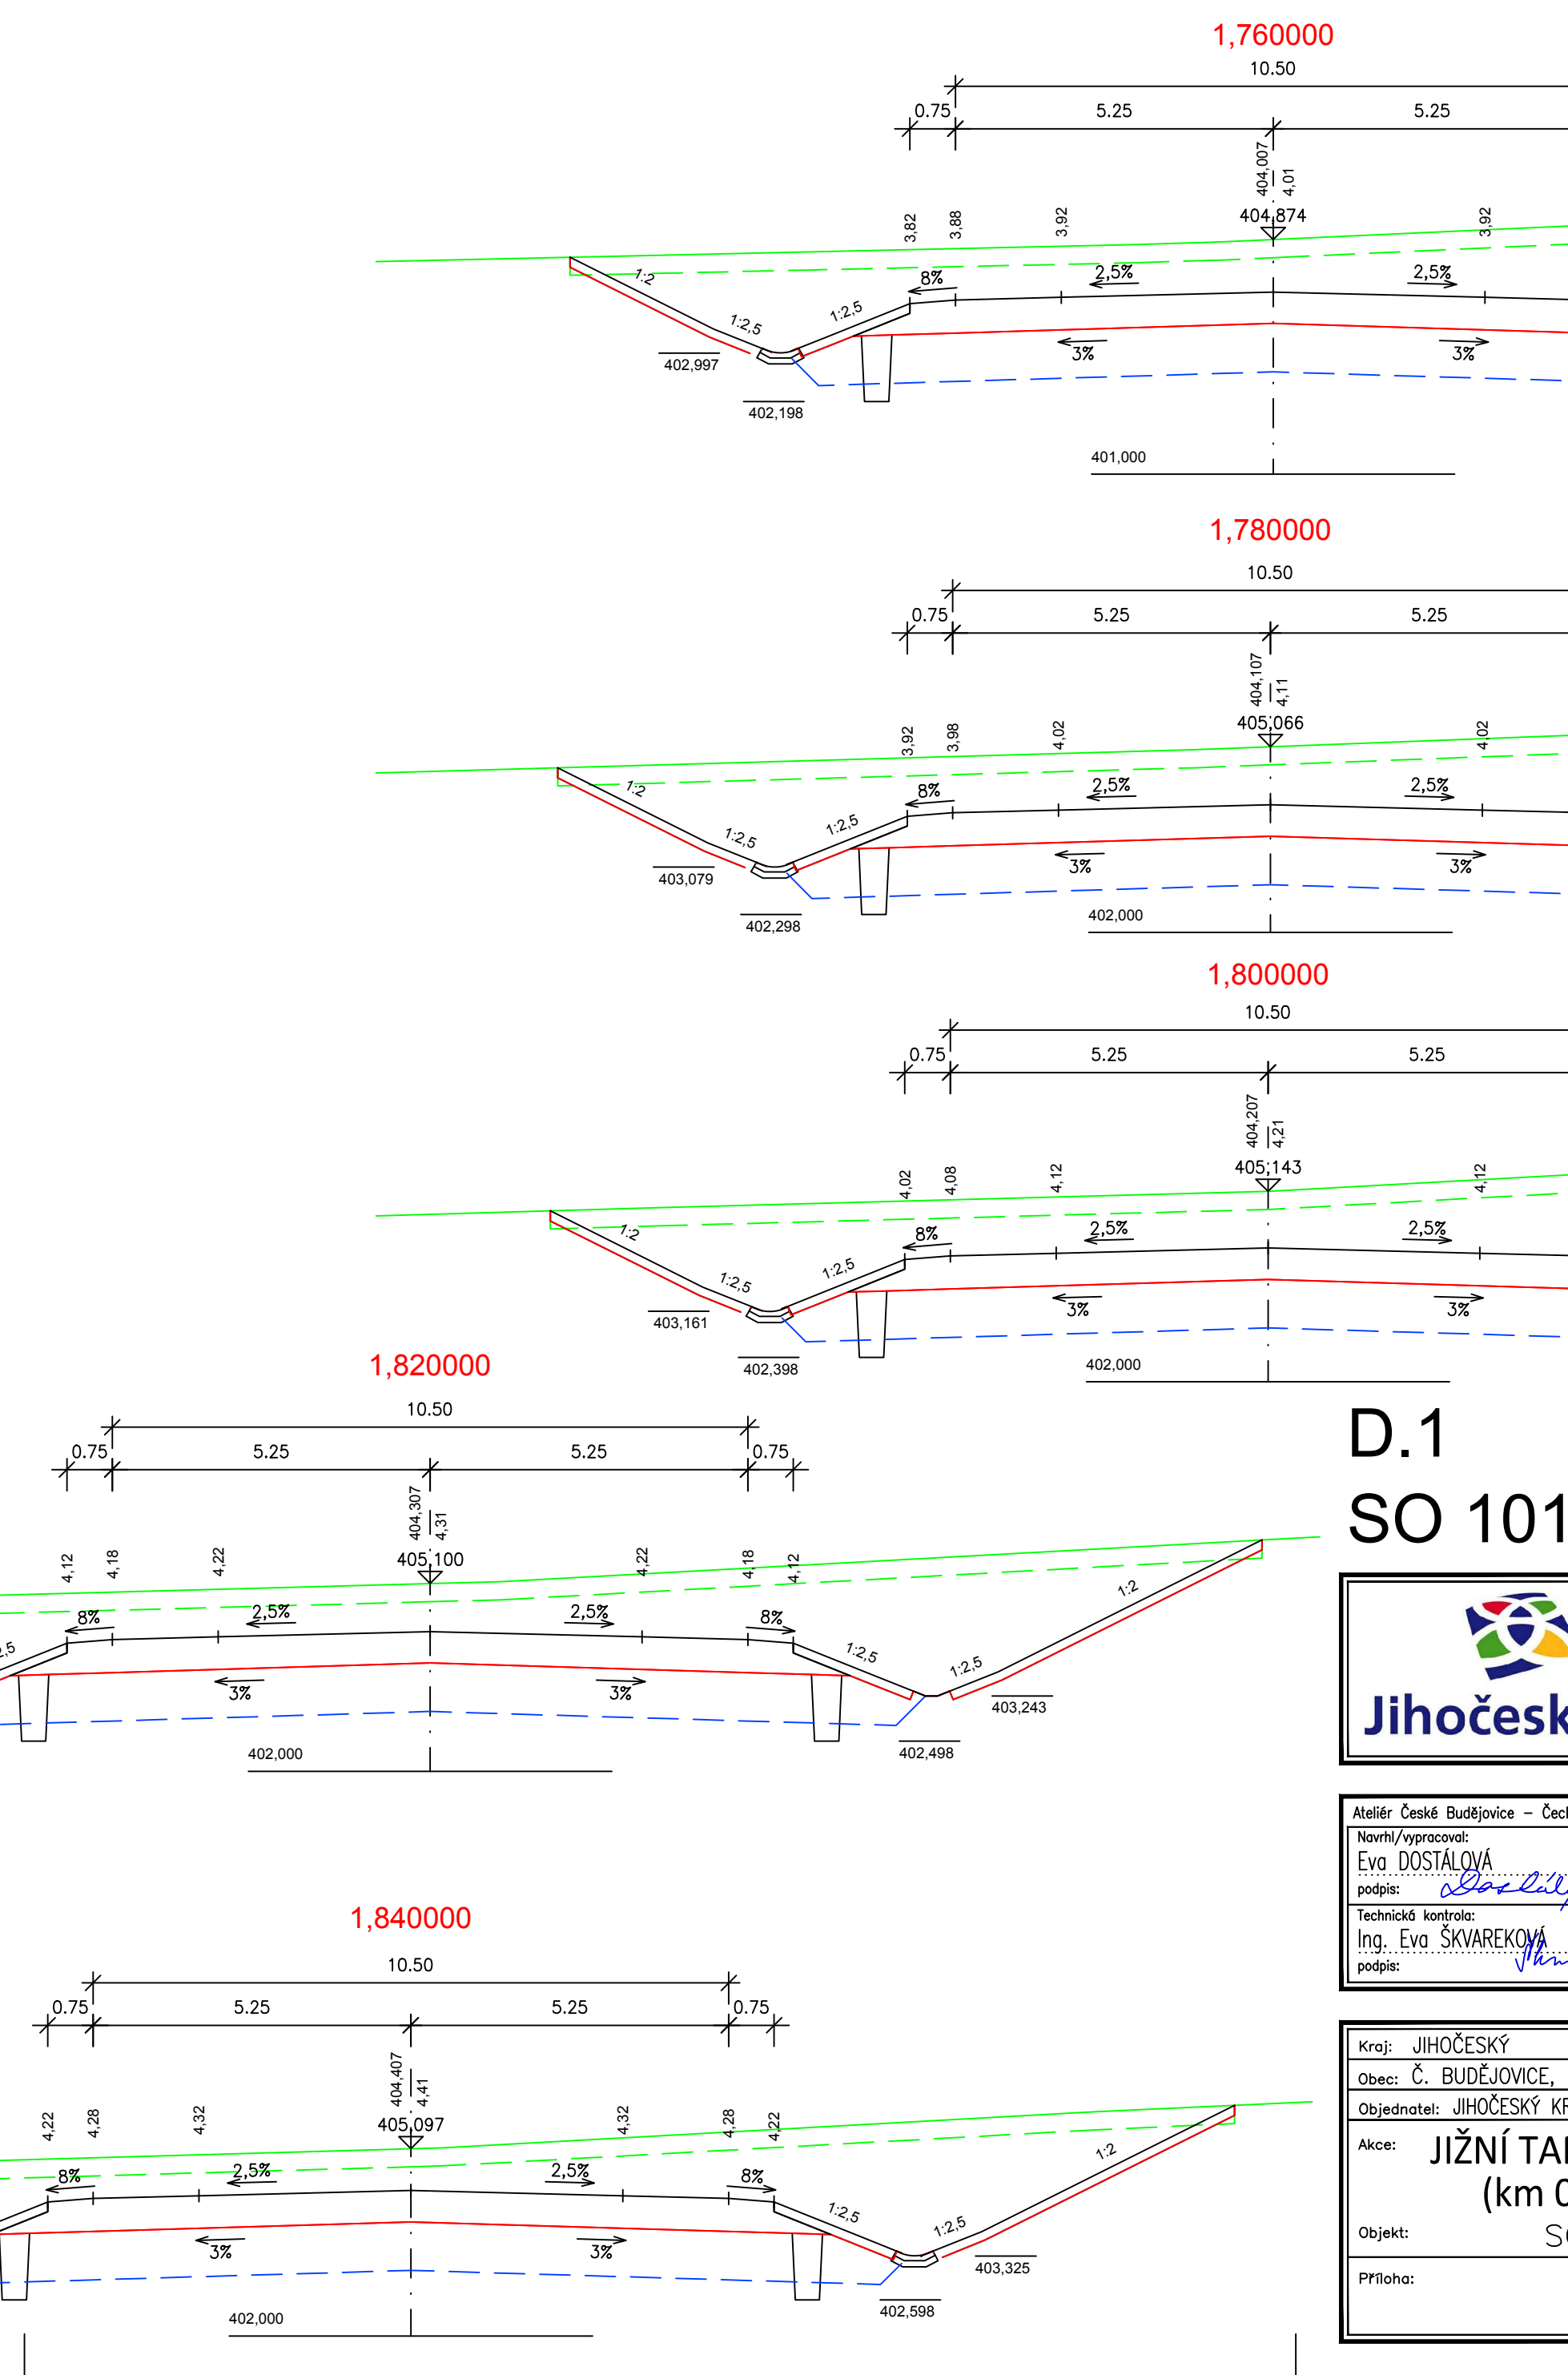 1,760000
10.50
0.75 5.25 5.25
404,007
4,01
404,874
3,82 3,88 3,92 3,92
1:2 1:2,5 1:2,5 8% 2,5% 2,5%
402,997 3% 3%
402,198
401,000
1,780000
10.50
0.75 5.25 5.25
404,107
4,11
405,066
3,92 3,98 4,02 4,02
1:2 1:2,5 1:2,5 8% 2,5% 2,5%
403,079 3% 3%
402,298
402,000
1,800000
10.50
0.75 5.25 5.25
404,207
4,21
405,143
4,02 4,08 4,12 4,12
1:2 1:2,5 1:2,5 8% 2,5% 2,5%
403,161 3% 3%
402,398
402,000
1,820000
10.50
0.75 5.25 5.25 0.75
404,307
4,31
405,100
4,12 4,18 4,22 4,22 4,18 4,12
8% 2,5% 2,5% 8% 1:2,5 1:2,5 1:2
3% 3% 403,243
402,498
402,000
1,840000
10.50
0.75 5.25 5.25 0.75
404,407
4,41
405,097
4,22 4,28 4,32 4,32 4,28 4,22
8% 2,5% 2,5% 8% 1:2,5 1:2,5 1:2
3% 3% 403,325
402,598
402,000
D.1
SO 101
Jihočesk
Ateliér České Budějovice –
Navrhl/vypracoval:
Eva DOSTÁLOVÁ
podpis:
Technická kontrola:
Ing. Eva ŠKVAREKOVÁ
podpis:
Kraj: JIHOČESKÝ
Obec: Č. BUDĚJOVICE,
Objednatel: JIHOČESKÝ
Akce: JIŽNÍ
(km 0
Objekt:
Příloha: